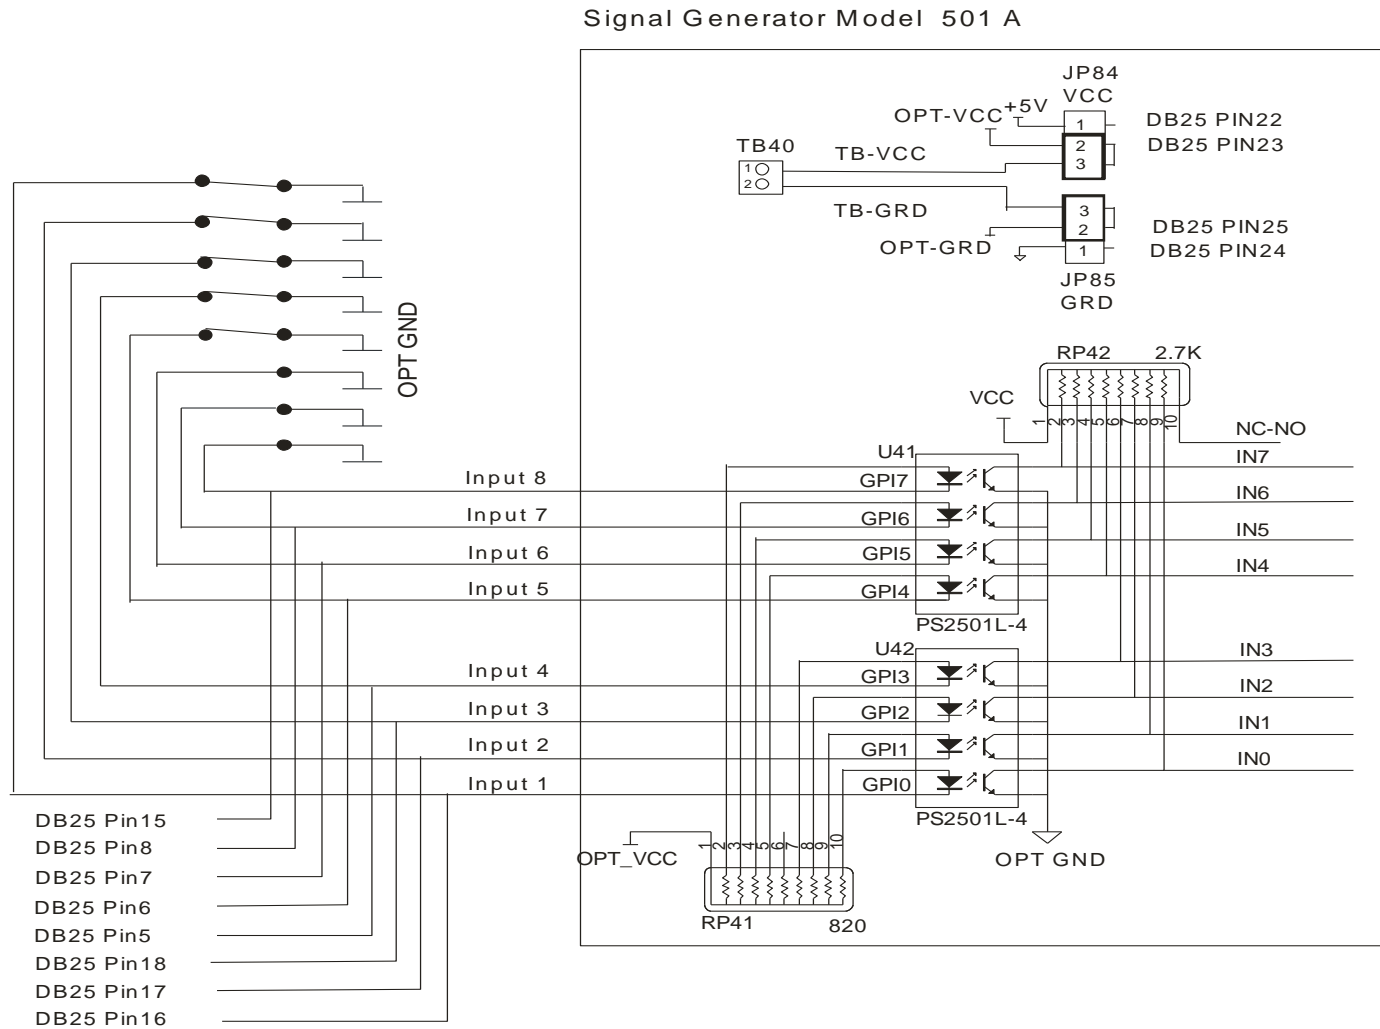 Signal Generator Model 501 A
JP84
VCC
OPT-VCC
+5V
1
2
3
DB25 PIN22
DB25 PIN23
TB40
1
2
TB-VCC
TB-GRD
OPT-GRD
3
2
1
DB25 PIN25
DB25 PIN24
JP85
GRD
OPT GND
RP42
2.7K
VCC
1
2
3
4
5
6
7
8
9
10
NC-NO
U41
Input 8
GPI7
IN7
Input 7
GPI6
IN6
Input 6
GPI5
IN5
Input 5
GPI4
IN4
PS2501L-4
U42
Input 4
GPI3
IN3
Input 3
GPI2
IN2
Input 2
GPI1
IN1
Input 1
GPI0
IN0
PS2501L-4
OPT GND
OPT_VCC
1
2
3
4
5
6
7
8
9
10
RP41
820
DB25 Pin15
DB25 Pin8
DB25 Pin7
DB25 Pin6
DB25 Pin5
DB25 Pin18
DB25 Pin17
DB25 Pin16